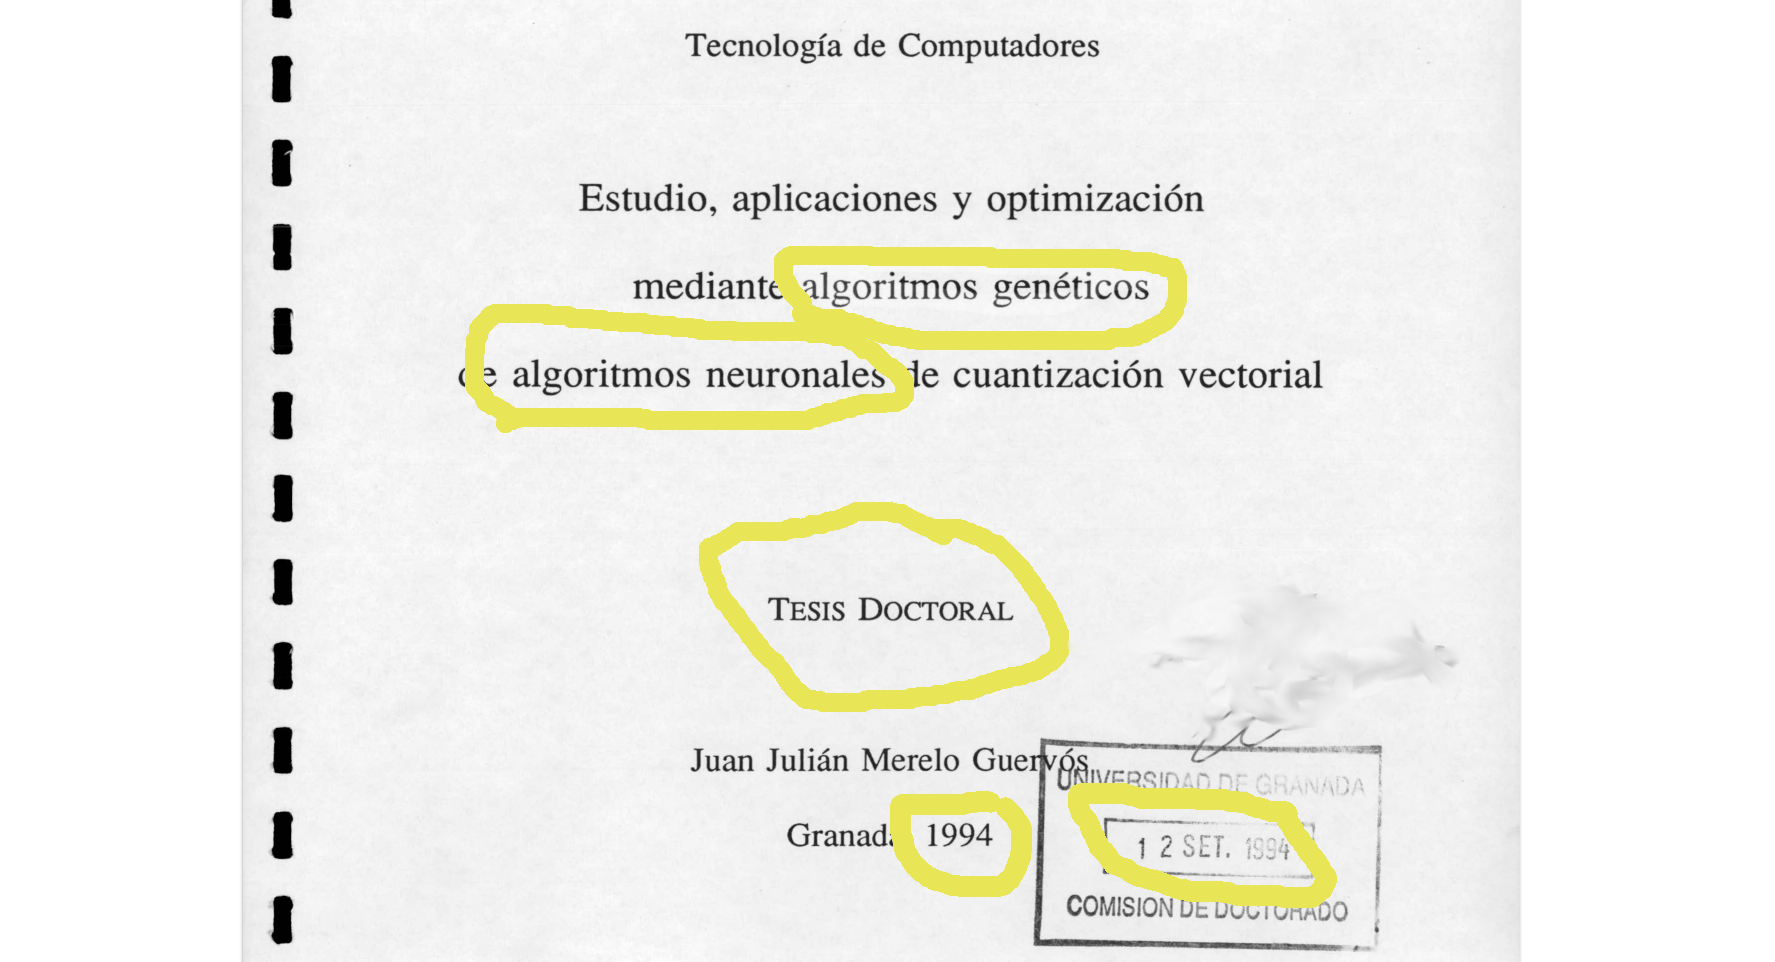 Tecnología de Computadores
Estudio, aplicaciones y optimización
mediante algoritmos genéticos
de algoritmos neuronales de cuantización vectorial
TESIS DOCTORAL
Juan Julián Merelo Guervós
Granada 1994
UNIVERSIDAD DE GRANADA
12 SET. 1994
COMISION DE DOCTORADO